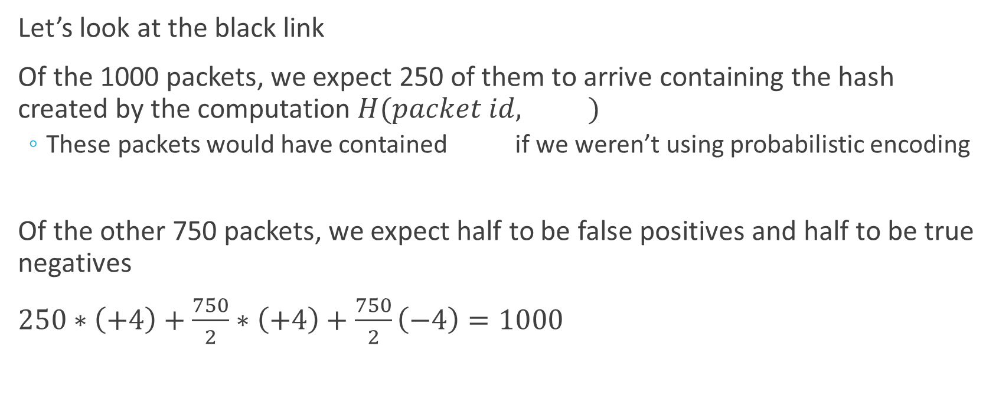 Let’s look at the black link
Of the 1000 packets, we expect 250 of them to arrive containing the hash
created by the computation H(packet id, )
◦ These packets would have contained if we weren’t using probabilistic encoding
Of the other 750 packets, we expect half to be false positives and half to be true
negatives
250 ∗ (+4) + 750/2 ∗ (+4) + 750/2 (−4) = 1000